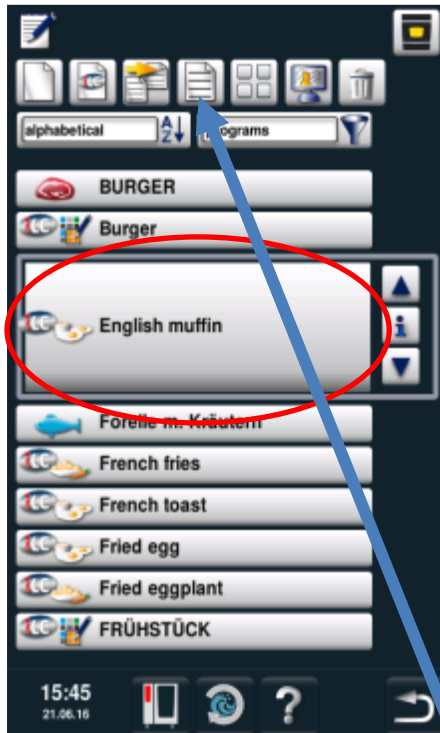 alphabetical
BURGER
Burger
English muffin
Forelle m. Kräutern
French fries
French toast
Fried egg
Fried eggplant
FRÜHSTÜCK
15:45
21.06.16
?